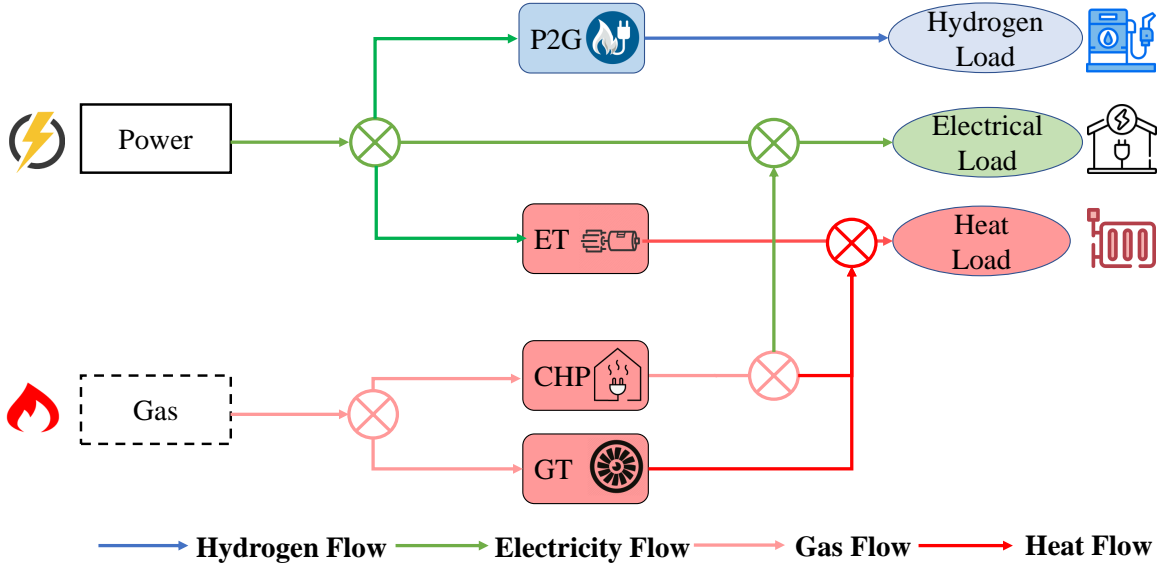 P2G
Hydrogen
Load
Power
Electrical
Load
ET
Heat
Load
CHP
Gas
GT
Hydrogen Flow
Electricity Flow
Gas Flow
Heat Flow